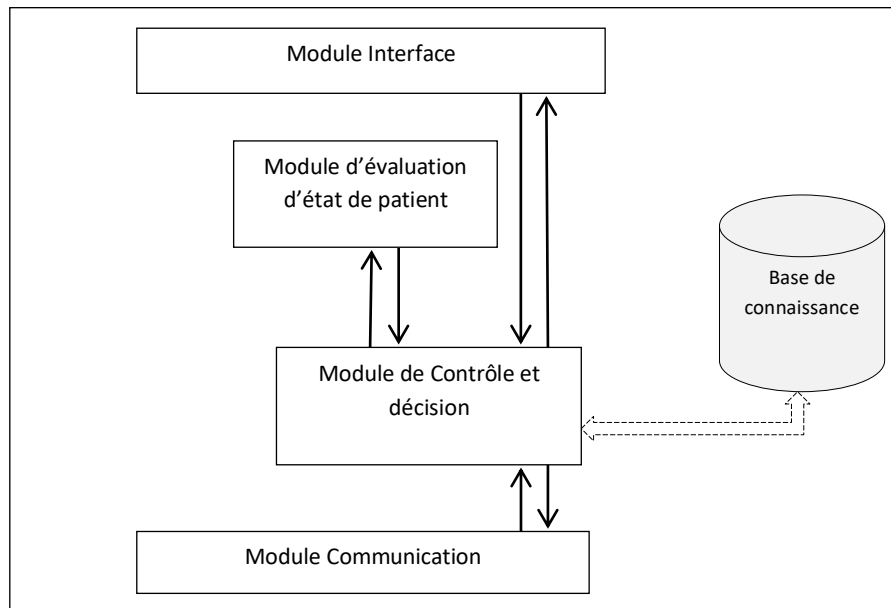 Module Interface
Module d’évaluation
d’état de patient
Base de
connaissance
Module de Contrôle et
décision
Module Communication